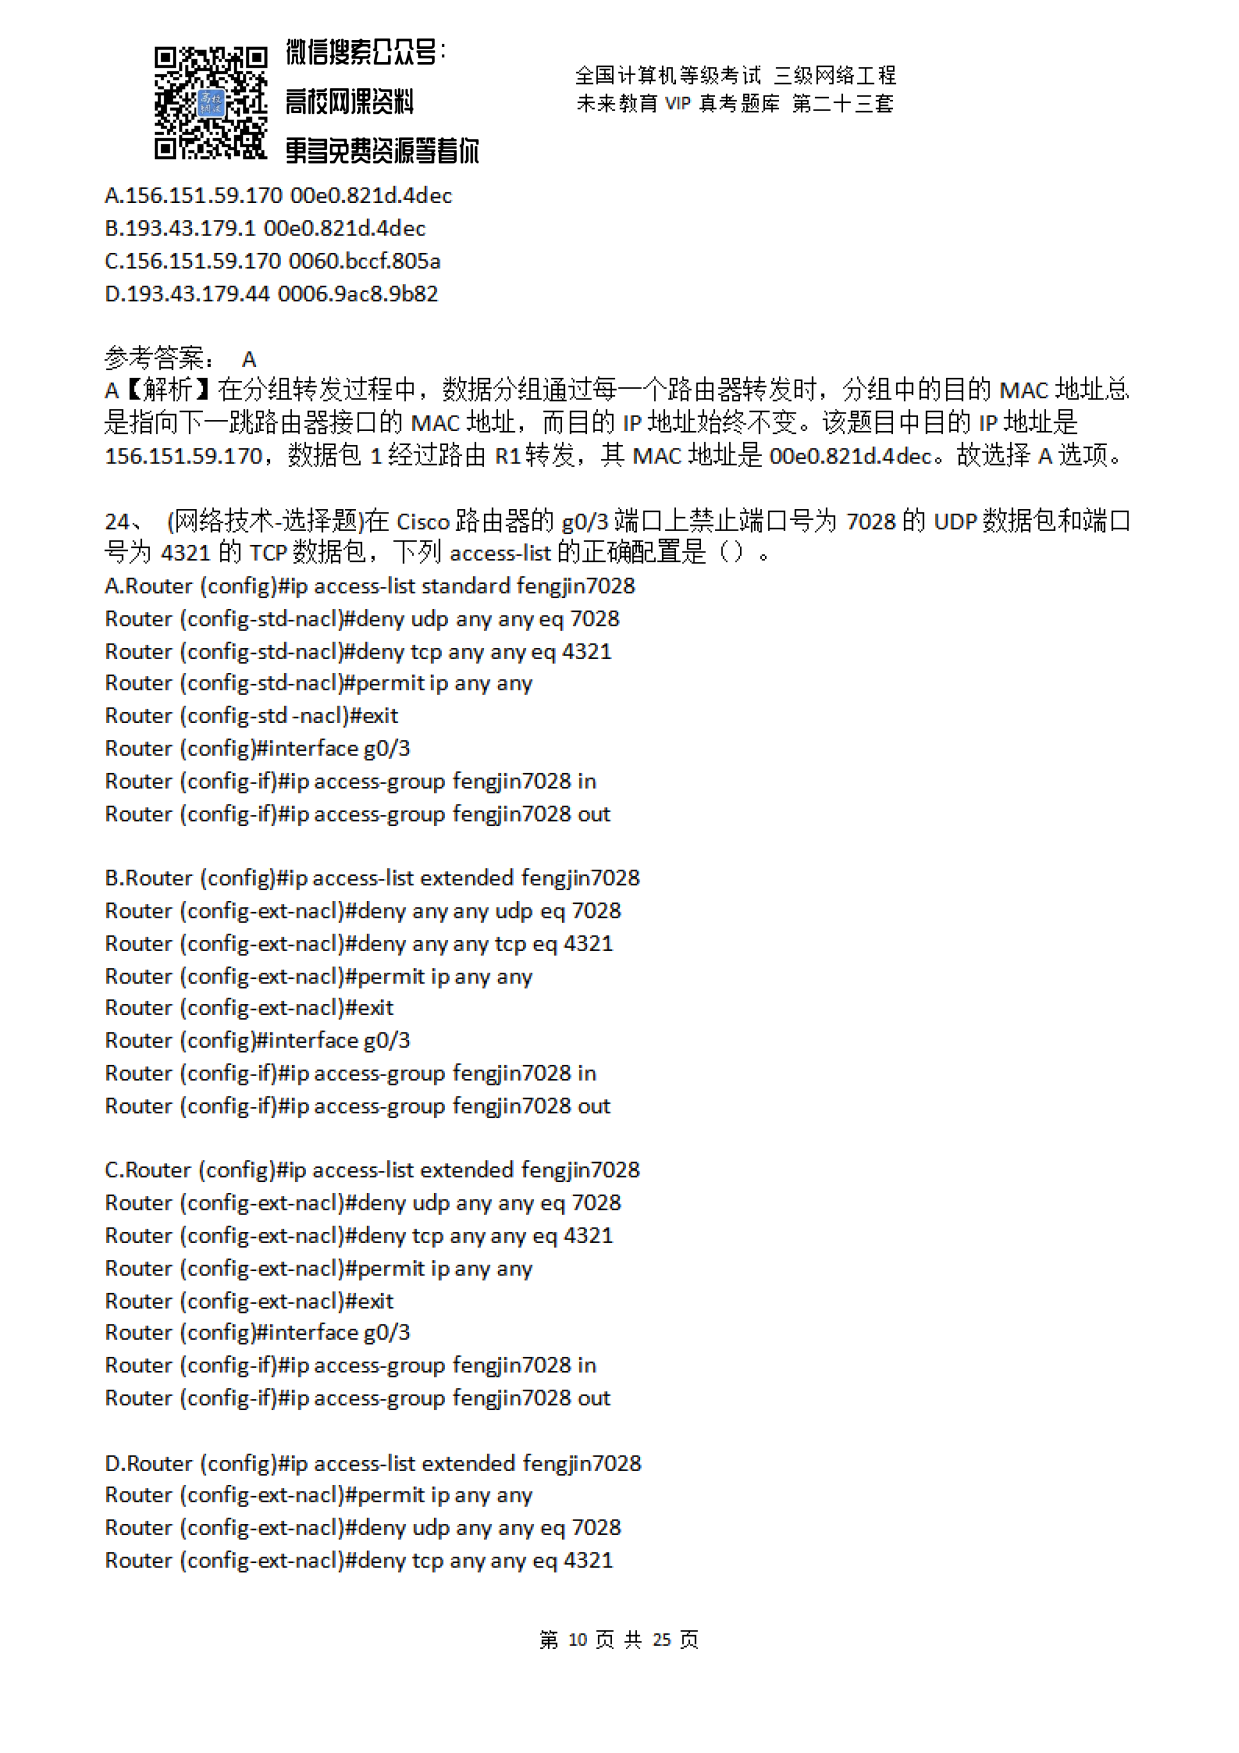 微信搜索公众号：
高校网课资料
更多免费资源等着你
全国计算机等级考试 三级网络工程
未来教育 VIP 真考题库 第二十三套
A.156.151.59.170 00e0.821d.4dec
B.193.43.179.1 00e0.821d.4dec
C.156.151.59.170 0060.bccf.805a
D.193.43.179.44 0006.9ac8.9b82
参考答案： A
A【解析】在分组转发过程中，数据分组通过每一个路由器转发时，分组中的目的 MAC 地址总
是指向下一跳路由器接口的 MAC 地址，而目的 IP 地址始终不变。该题目中目的 IP 地址是
156.151.59.170，数据包 1 经过路由 R1 转发，其 MAC 地址是 00e0.821d.4dec。故选择 A 选项。
24、 (网络技术-选择题)在 Cisco 路由器的 g0/3 端口上禁止端口号为 7028 的 UDP 数据包和端口
号为 4321 的 TCP 数据包，下列 access-list 的正确配置是（）。
A.Router (config)#ip access-list standard fengjin7028
Router (config-std-nacl)#deny udp any any eq 7028
Router (config-std-nacl)#deny tcp any any eq 4321
Router (config-std-nacl)#permit ip any any
Router (config-std -nacl)#exit
Router (config)#interface g0/3
Router (config-if)#ip access-group fengjin7028 in
Router (config-if)#ip access-group fengjin7028 out
B.Router (config)#ip access-list extended fengjin7028
Router (config-ext-nacl)#deny any any udp eq 7028
Router (config-ext-nacl)#deny any any tcp eq 4321
Router (config-ext-nacl)#permit ip any any
Router (config-ext-nacl)#exit
Router (config)#interface g0/3
Router (config-if)#ip access-group fengjin7028 in
Router (config-if)#ip access-group fengjin7028 out
C.Router (config)#ip access-list extended fengjin7028
Router (config-ext-nacl)#deny udp any any eq 7028
Router (config-ext-nacl)#deny tcp any any eq 4321
Router (config-ext-nacl)#permit ip any any
Router (config-ext-nacl)#exit
Router (config)#interface g0/3
Router (config-if)#ip access-group fengjin7028 in
Router (config-if)#ip access-group fengjin7028 out
D.Router (config)#ip access-list extended fengjin7028
Router (config-ext-nacl)#permit ip any any
Router (config-ext-nacl)#deny udp any any eq 7028
Router (config-ext-nacl)#deny tcp any any eq 4321
第 10 页 共 25 页